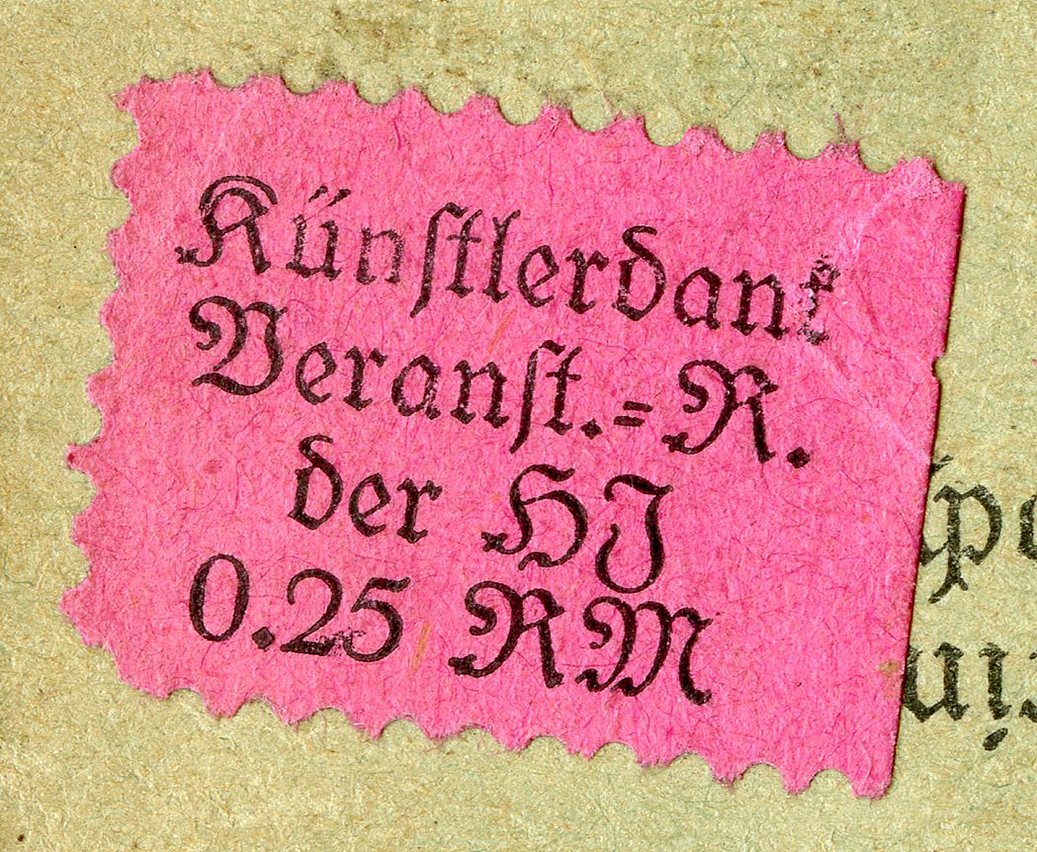 Künſtlerdank
Veranſt.=R.
der HJ
0.25 RM